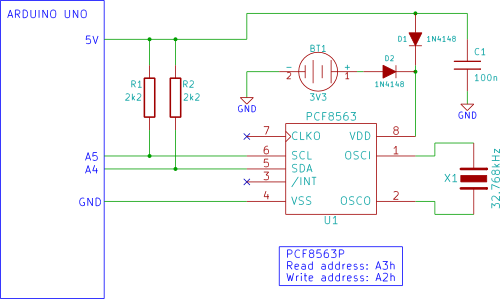 ARDUINO UNO
5V
D1
1N4148
C1
100n
BT1
-
+
2
1
3V3
D2
1N4148
R1
2k2
R2
2k2
GND
GND
PCF8563
7
CLKO
VDD
8
A5
6
SCL
OSCI
1
A4
5
SDA
3
/INT
X1
32.768kHz
GND
4
VSS
OSCO
2
U1
PCF8563P
Read address: A3h
Write address: A2h